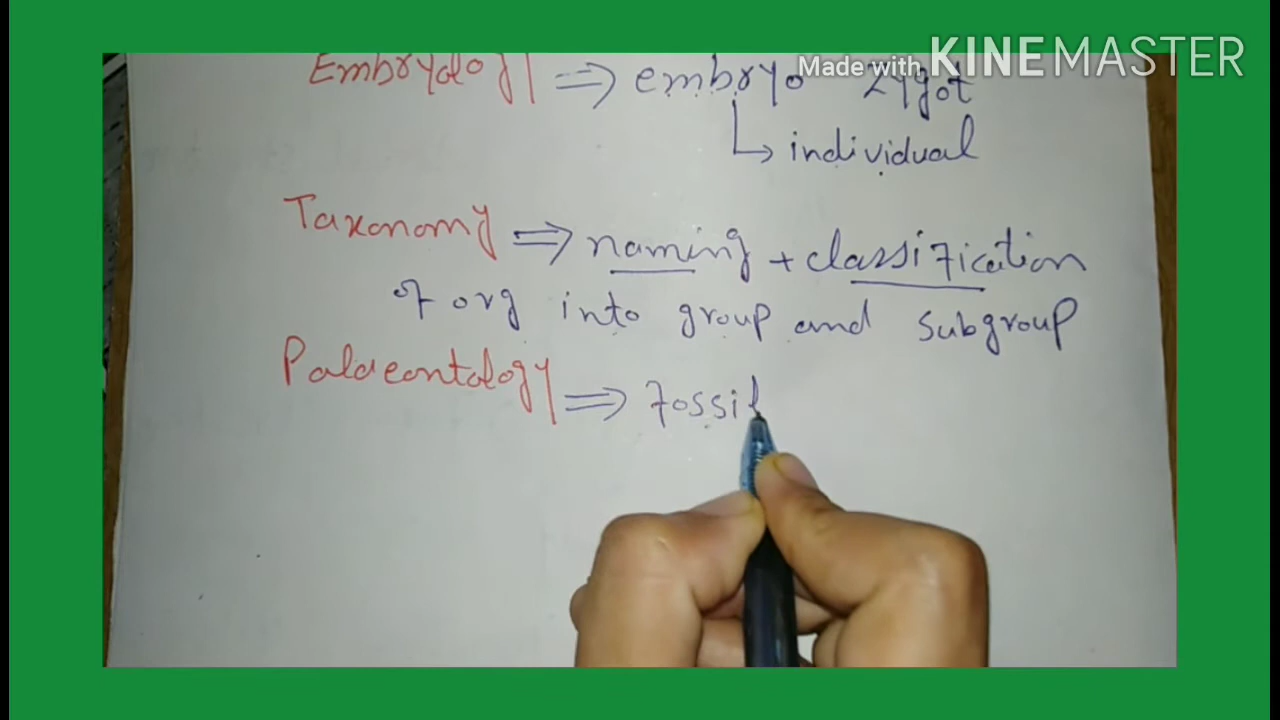 Made with KINEMASTER
Embryology ⇒ embryo zygot
↳ individual
Taxonomy ⇒ naming + classification
of org into group and subgroup
Palaeontology ⇒ Fossil